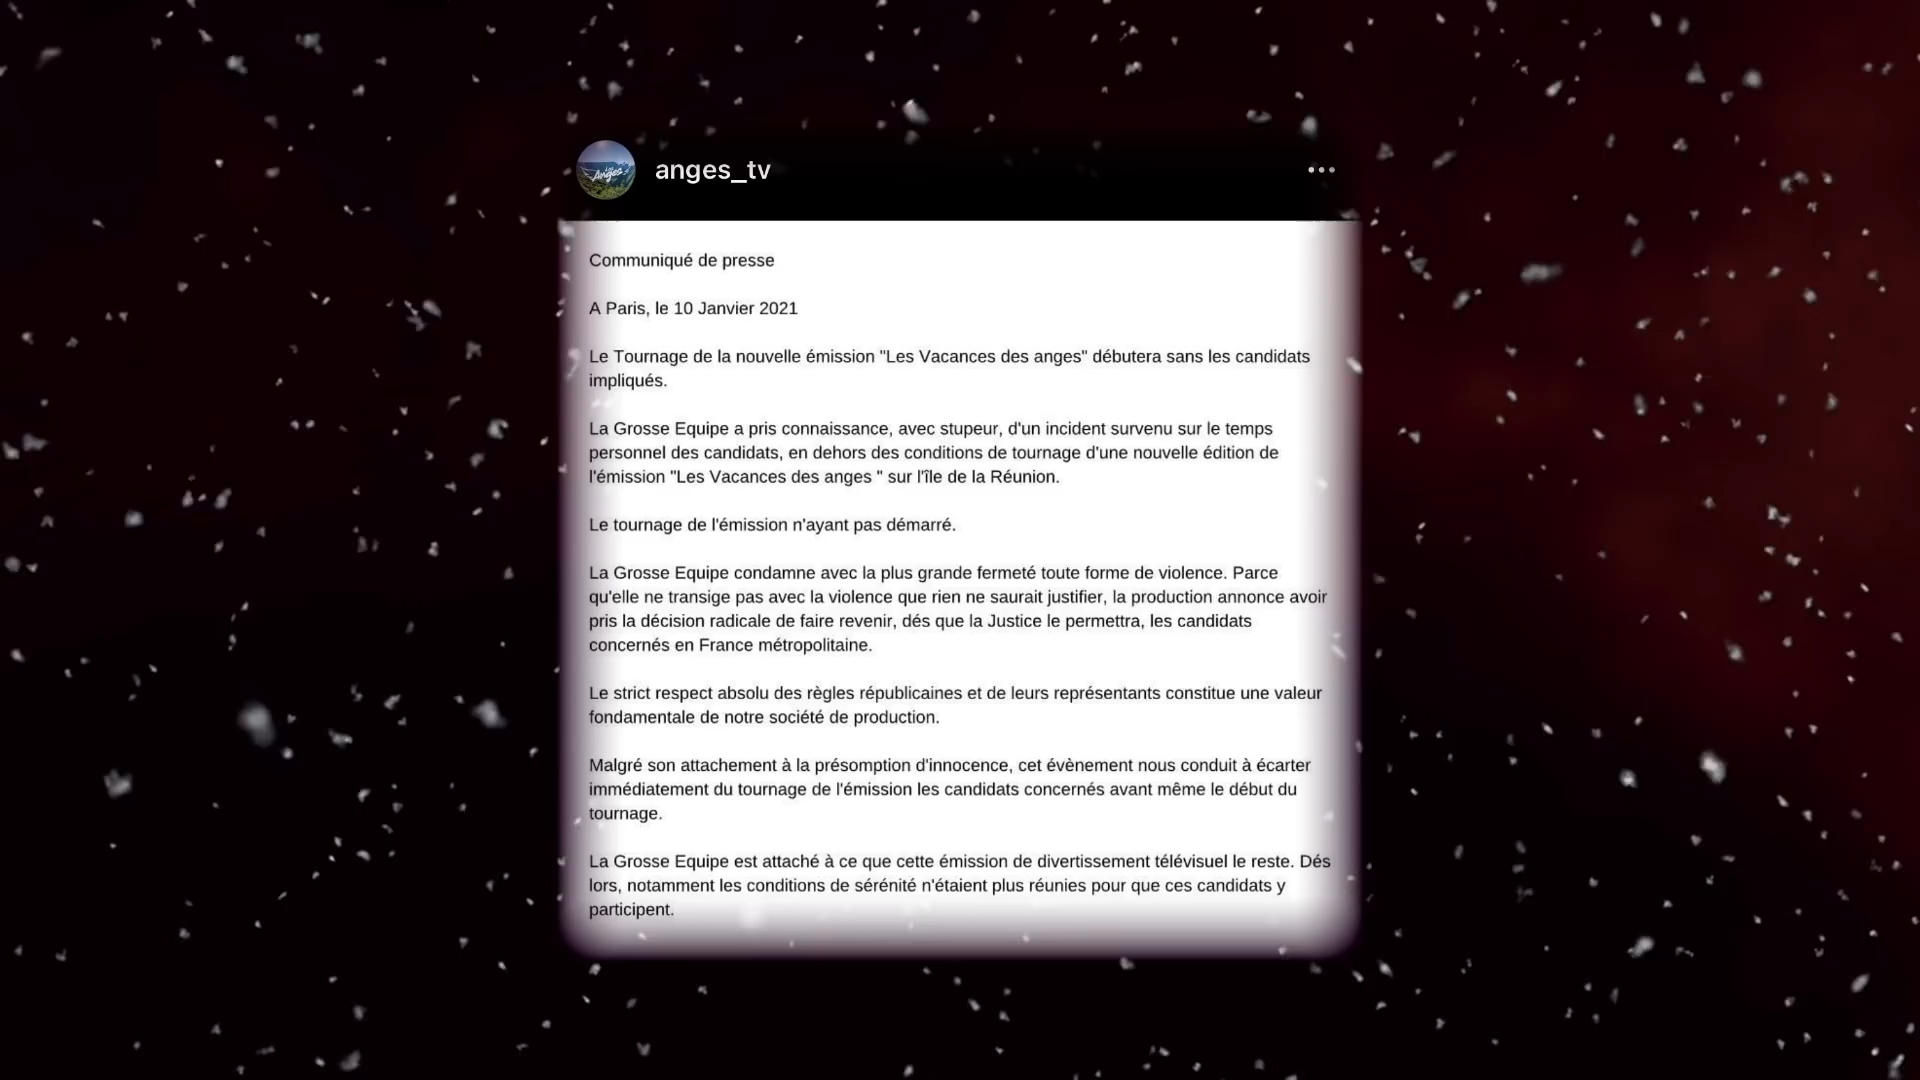 Anges
anges_tv
Communiqué de presse
A Paris, le 10 Janvier 2021
Le Tournage de la nouvelle émission "Les Vacances des anges" débutera sans les candidats
impliqués.
La Grosse Equipe a pris connaissance, avec stupeur, d'un incident survenu sur le temps
personnel des candidats, en dehors des conditions de tournage d'une nouvelle édition de
l'émission "Les Vacances des anges " sur l'île de la Réunion.
Le tournage de l'émission n'ayant pas démarré.
La Grosse Equipe condamne avec la plus grande fermeté toute forme de violence. Parce
qu'elle ne transige pas avec la violence que rien ne saurait justifier, la production annonce avoir
pris la décision radicale de faire revenir, dés que la Justice le permettra, les candidats
concernés en France métropolitaine.
Le strict respect absolu des règles républicaines et de leurs représentants constitue une valeur
fondamentale de notre société de production.
Malgré son attachement à la présomption d'innocence, cet évènement nous conduit à écarter
immédiatement du tournage de l'émission les candidats concernés avant même le début du
tournage.
La Grosse Equipe est attaché à ce que cette émission de divertissement télévisuel le reste. Dés
lors, notamment les conditions de sérénité n'étaient plus réunies pour que ces candidats y
participent.